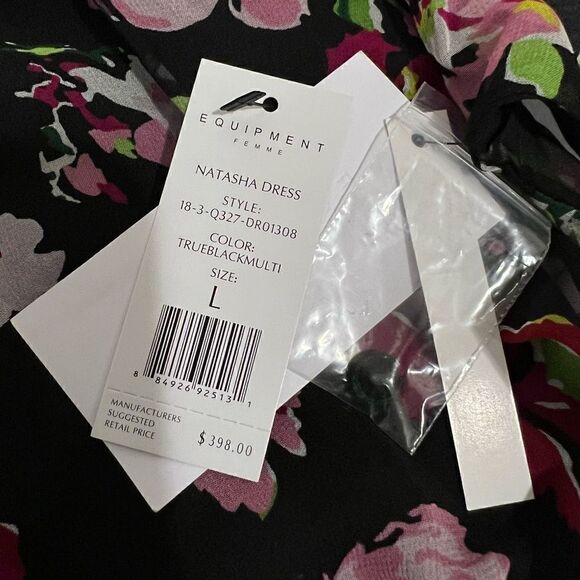 EQUIPMENT
FEMME
NATASHA DRESS
STYLE:
18-3-Q327-DR01308
COLOR:
TRUEBLACKMULTI
SIZE:
L
8 84926 92513 1
MANUFACTURERS
SUGGESTED
RETAIL PRICE
$398.00